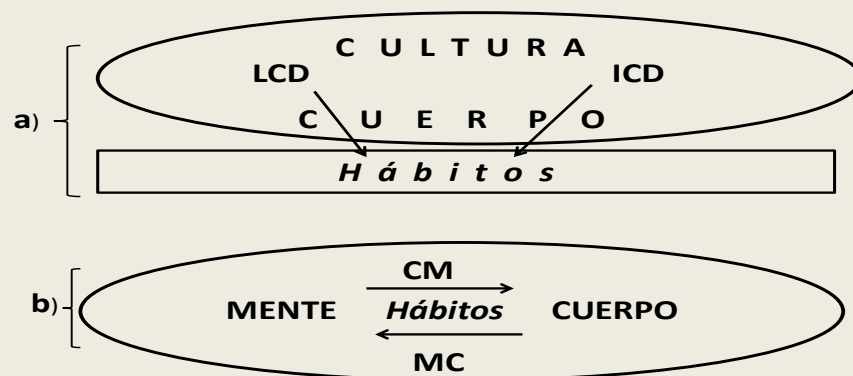 C U L T U R A
LCD ICD
a)
C U E R P O
H á b i t o s
CM
b) MENTE Hábitos CUERPO
MC